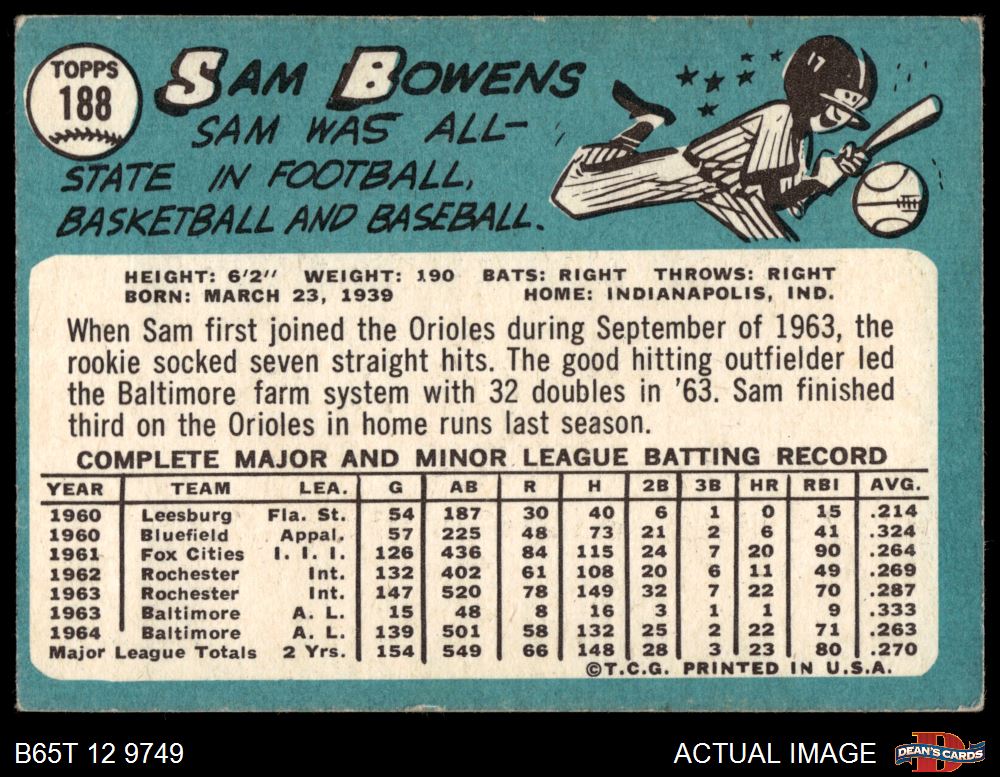 TOPPS
188
SAM BOWENS
SAM WAS ALL-
STATE IN FOOTBALL,
BASKETBALL AND BASEBALL.
17
HEIGHT: 6'2" WEIGHT: 190 BATS: RIGHT THROWS: RIGHT
BORN: MARCH 23, 1939 HOME: INDIANAPOLIS, IND.
When Sam first joined the Orioles during September of 1963, the
rookie socked seven straight hits. The good hitting outfielder led
the Baltimore farm system with 32 doubles in '63. Sam finished
third on the Orioles in home runs last season.
COMPLETE MAJOR AND MINOR LEAGUE BATTING RECORD
YEAR TEAM LEA. G AB R H 2B 3B HR RBI AVG.
1960 Leesburg Fla. St. 54 187 30 40 6 1 0 15 .214
1960 Bluefield Appal. 57 225 48 73 21 2 6 41 .324
1961 Fox Cities I. I. I. 126 436 84 115 24 7 20 90 .264
1962 Rochester Int. 132 402 61 108 20 6 11 49 .269
1963 Rochester Int. 147 520 78 149 32 7 22 70 .287
1963 Baltimore A. L. 15 48 8 16 3 1 1 9 .333
1964 Baltimore A. L. 139 501 58 132 25 2 22 71 .263
Major League Totals 2 Yrs. 154 549 66 148 28 3 23 80 .270
©T.C.G. PRINTED IN U.S.A.
B65T 12 9749 ACTUAL IMAGE DEAN'S CARDS